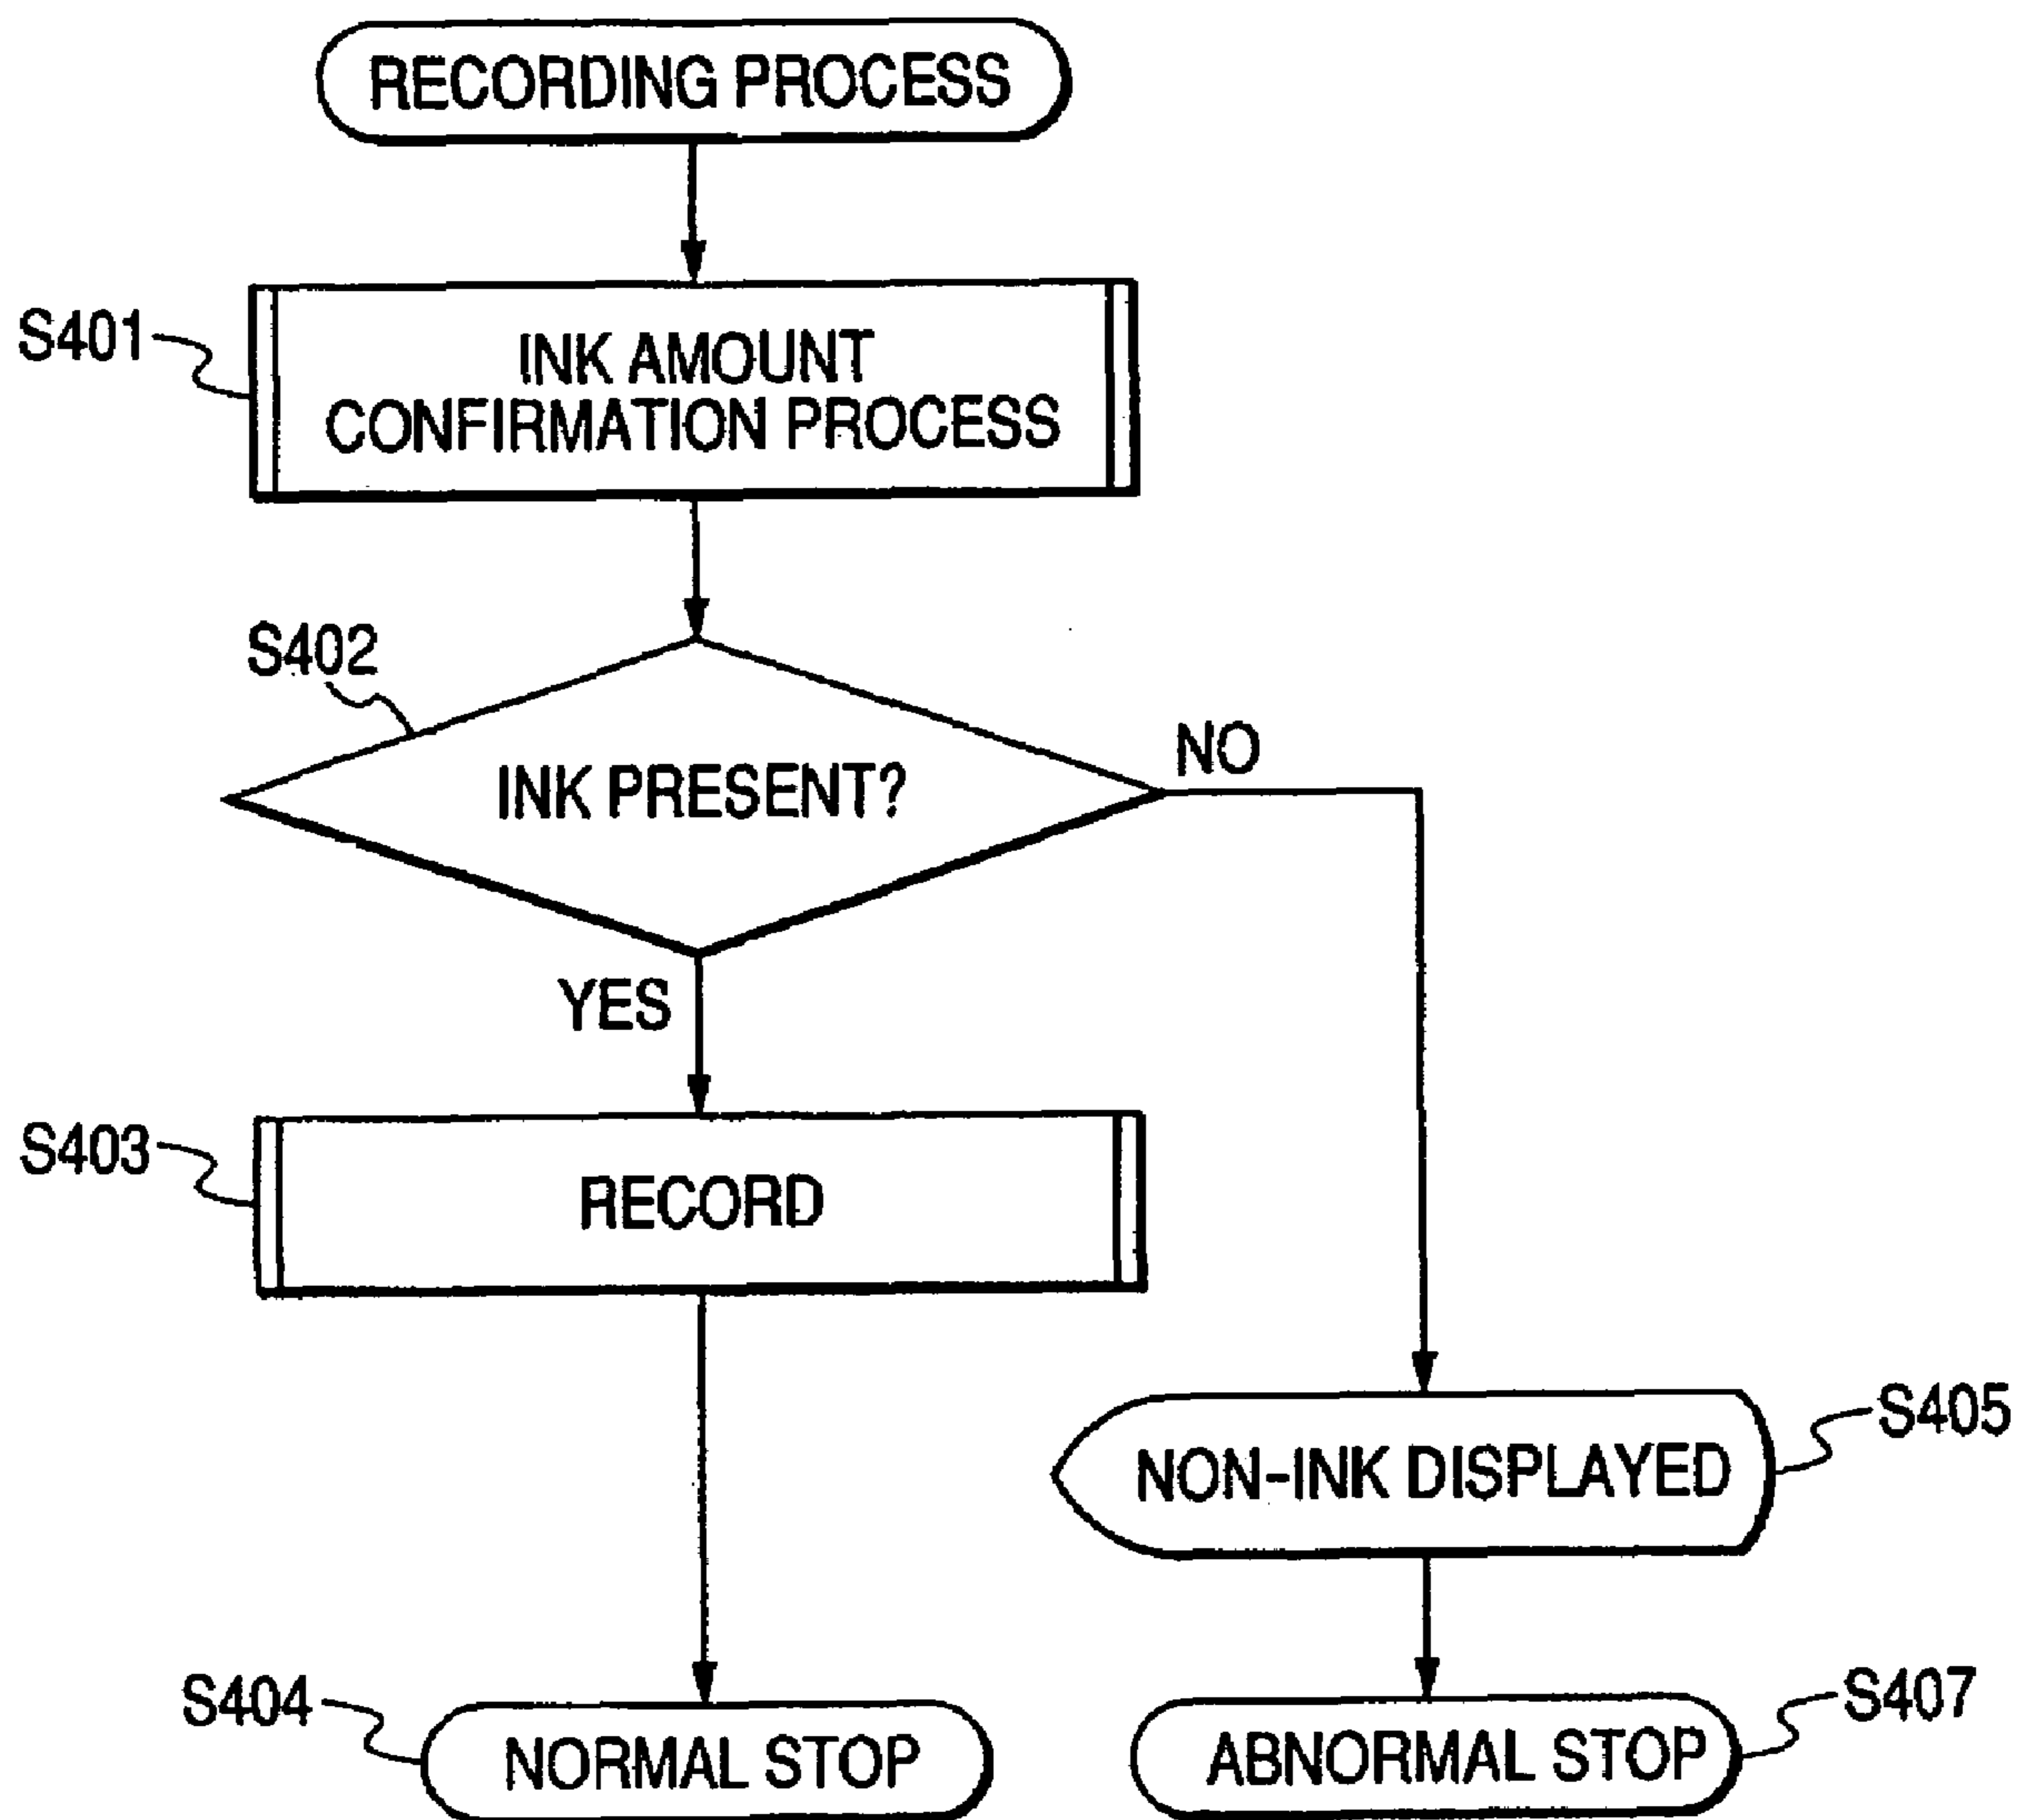 RECORDING PROCESS
S401
INK AMOUNT
CONFIRMATION PROCESS
S402
INK PRESENT?
NO
YES
S403
RECORD
S405
NON-INK DISPLAYED
S404
NORMAL STOP
S407
ABNORMAL STOP